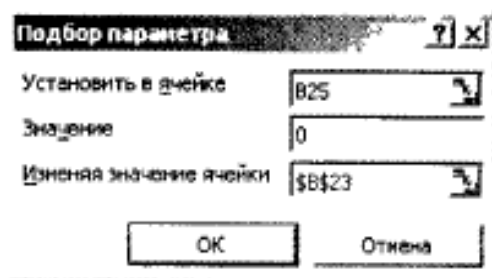 Подбор параметра ? x
Установить в ячейке B25
Значение 0
Изменяя значение ячейки $B$23
ОК Отмена